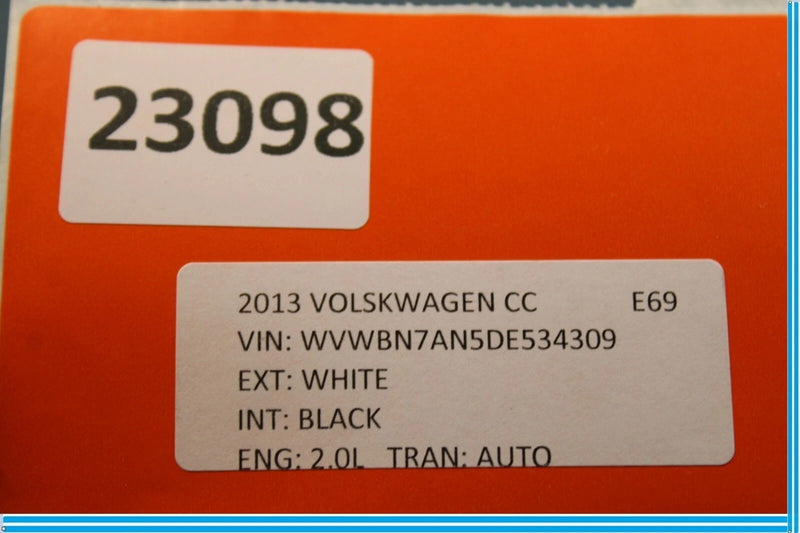 23098
2013 VOLSKWAGEN CC E69
VIN: WVWBN7AN5DE534309
EXT: WHITE
INT: BLACK
ENG: 2.0L TRAN: AUTO